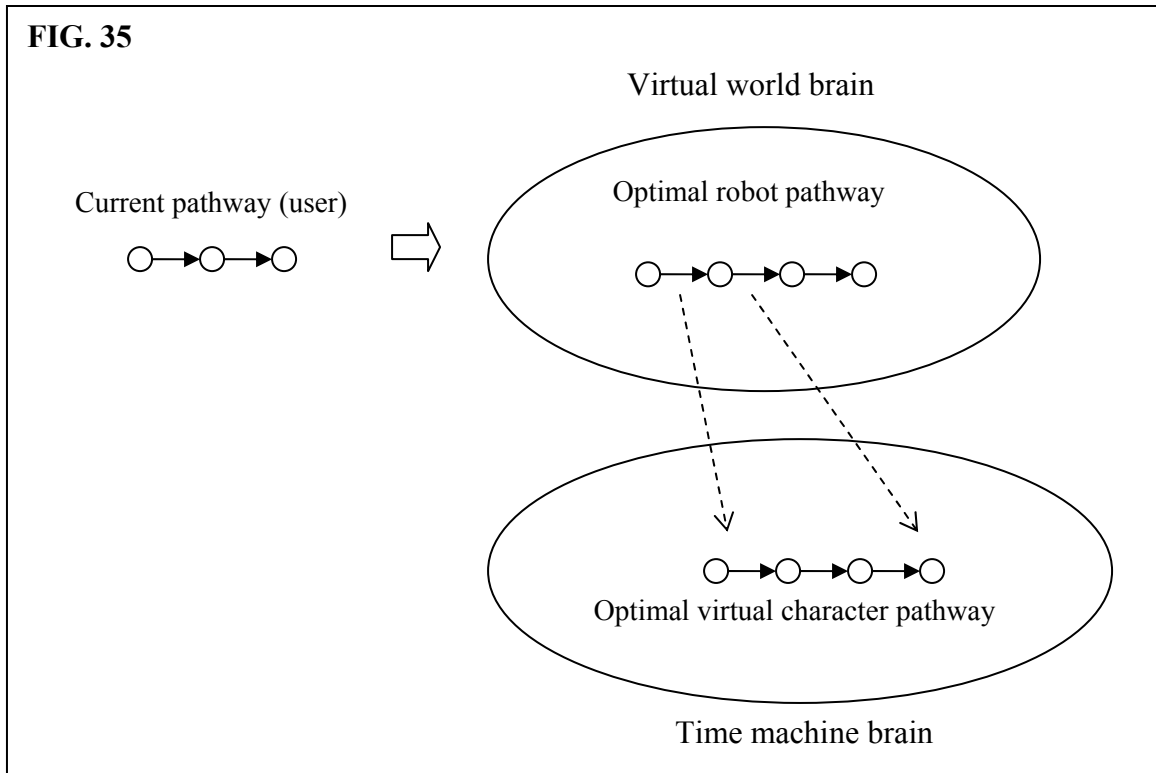 FIG. 35
Virtual world brain
Current pathway (user)
Optimal robot pathway
Optimal virtual character pathway
Time machine brain